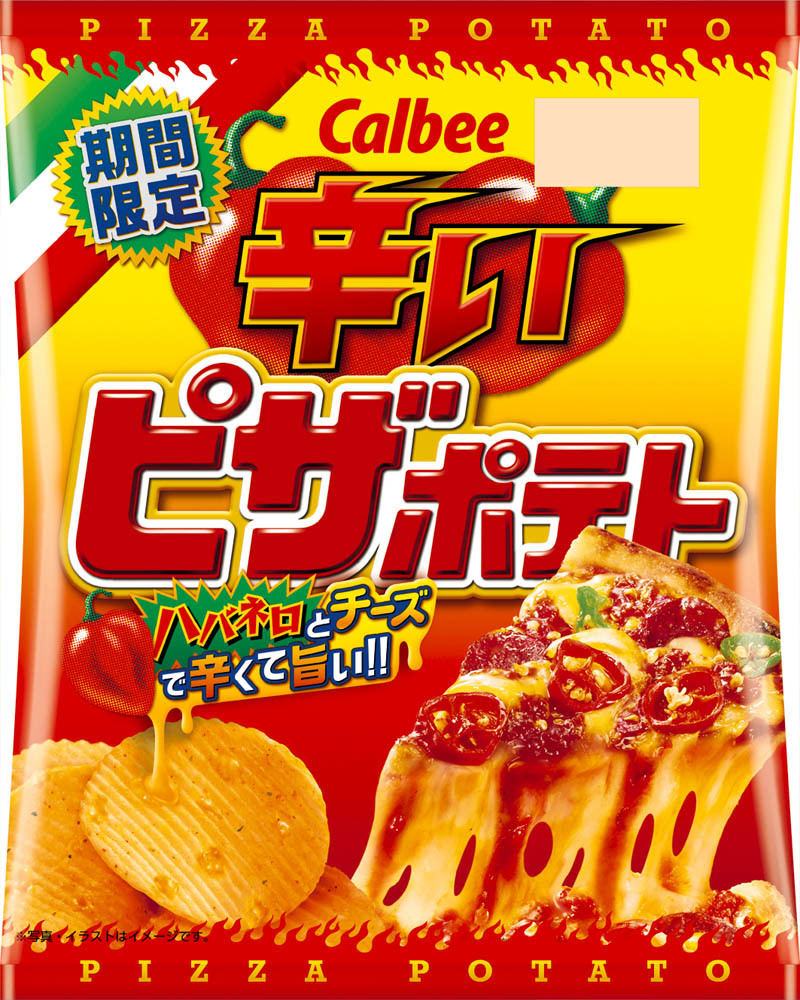 PIZZA POTATO
期間
限定
Calbee
辛い
ピザポテト
ハバネロとチーズ
で辛くて旨い!!
※写真・イラストはイメージです。
PIZZA POTATO